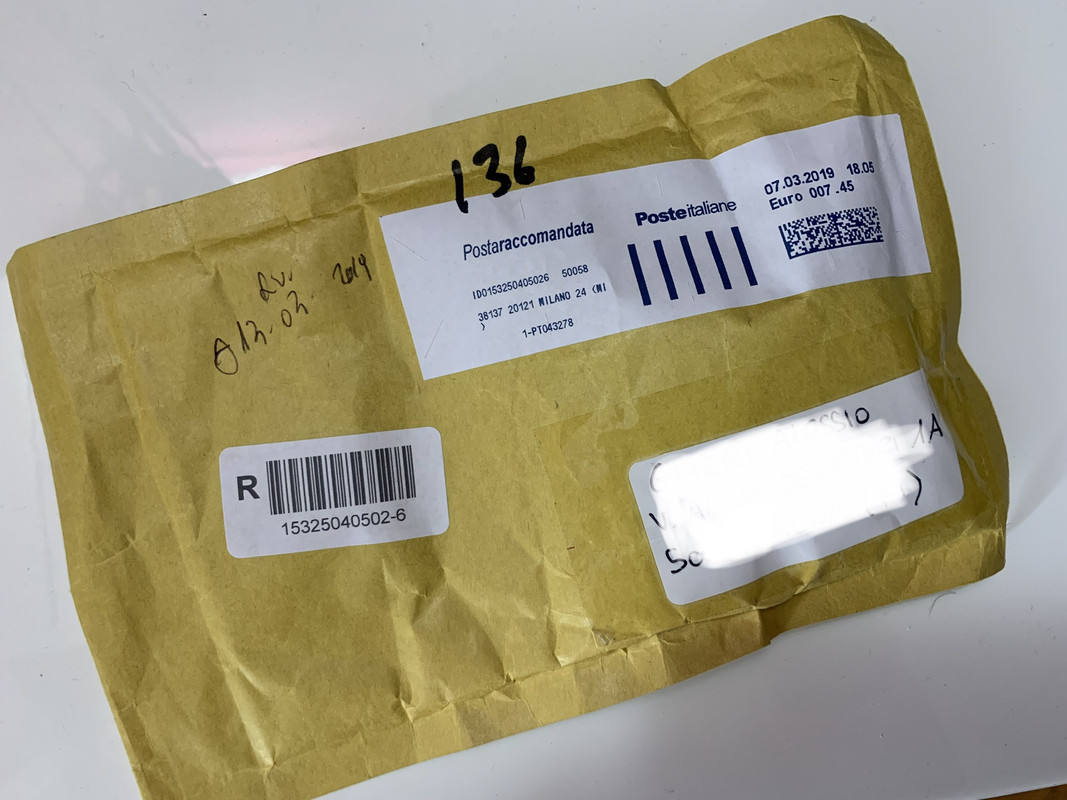 136
Postaraccomandata
Posteitaliane
07.03.2019 18.05
Euro 007.45
ID0153250405026 50058
38137 20121 MILANO 24 (MI
)
1-PT043278
2019
13.03.
R
15325040502-6